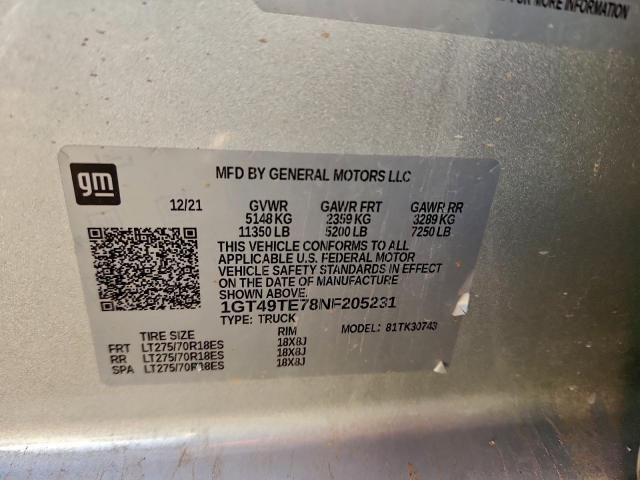 FOR MORE INFORMATION
gm
MFD BY GENERAL MOTORS LLC
12/21 GVWR GAWR FRT GAWR RR
5148 KG 2359 KG 3289 KG
11350 LB 5200 LB 7250 LB
THIS VEHICLE CONFORMS TO ALL
APPLICABLE U.S. FEDERAL MOTOR
VEHICLE SAFETY STANDARDS IN EFFECT
ON THE DATE OF MANUFACTURE
SHOWN ABOVE.
1GT49TE78NF205231
TYPE: TRUCK MODEL: 81TK30743
TIRE SIZE RIM
FRT LT275/70R18ES 18X8J
RR LT275/70R18ES 18X8J
SPA LT275/70R18ES 18X8J